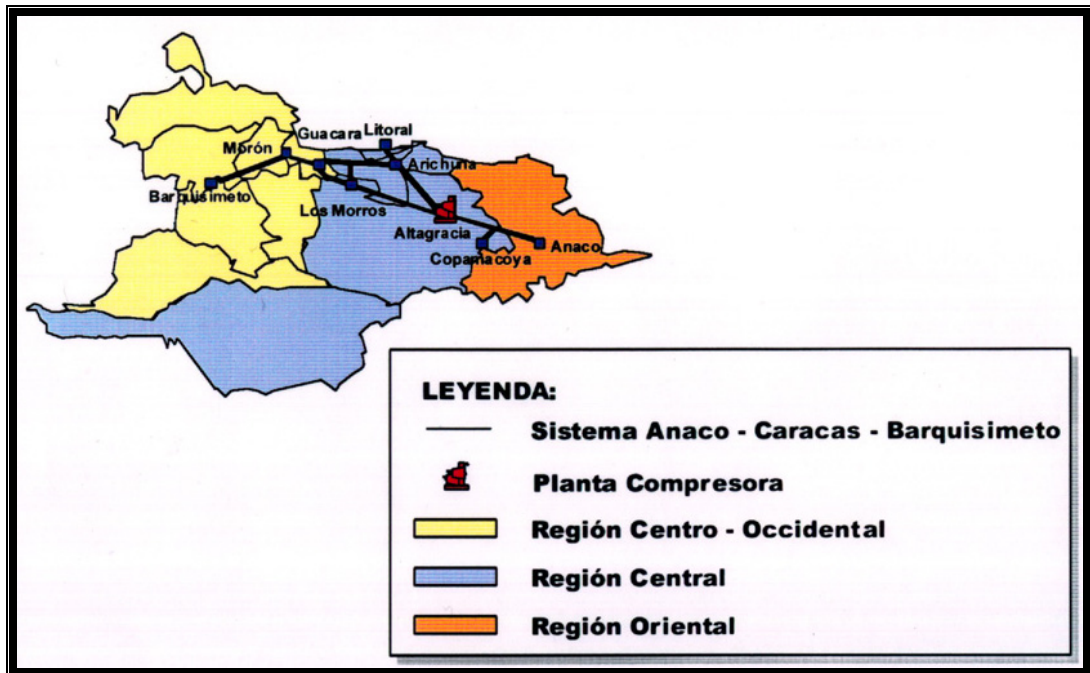 Guacara
Litoral
Morón
Arichuna
Barquisimeto
Los Morros
Altagracia
Anaco
Copamacoya
LEYENDA:
Sistema Anaco - Caracas - Barquisimeto
Planta Compresora
Región Centro - Occidental
Región Central
Región Oriental